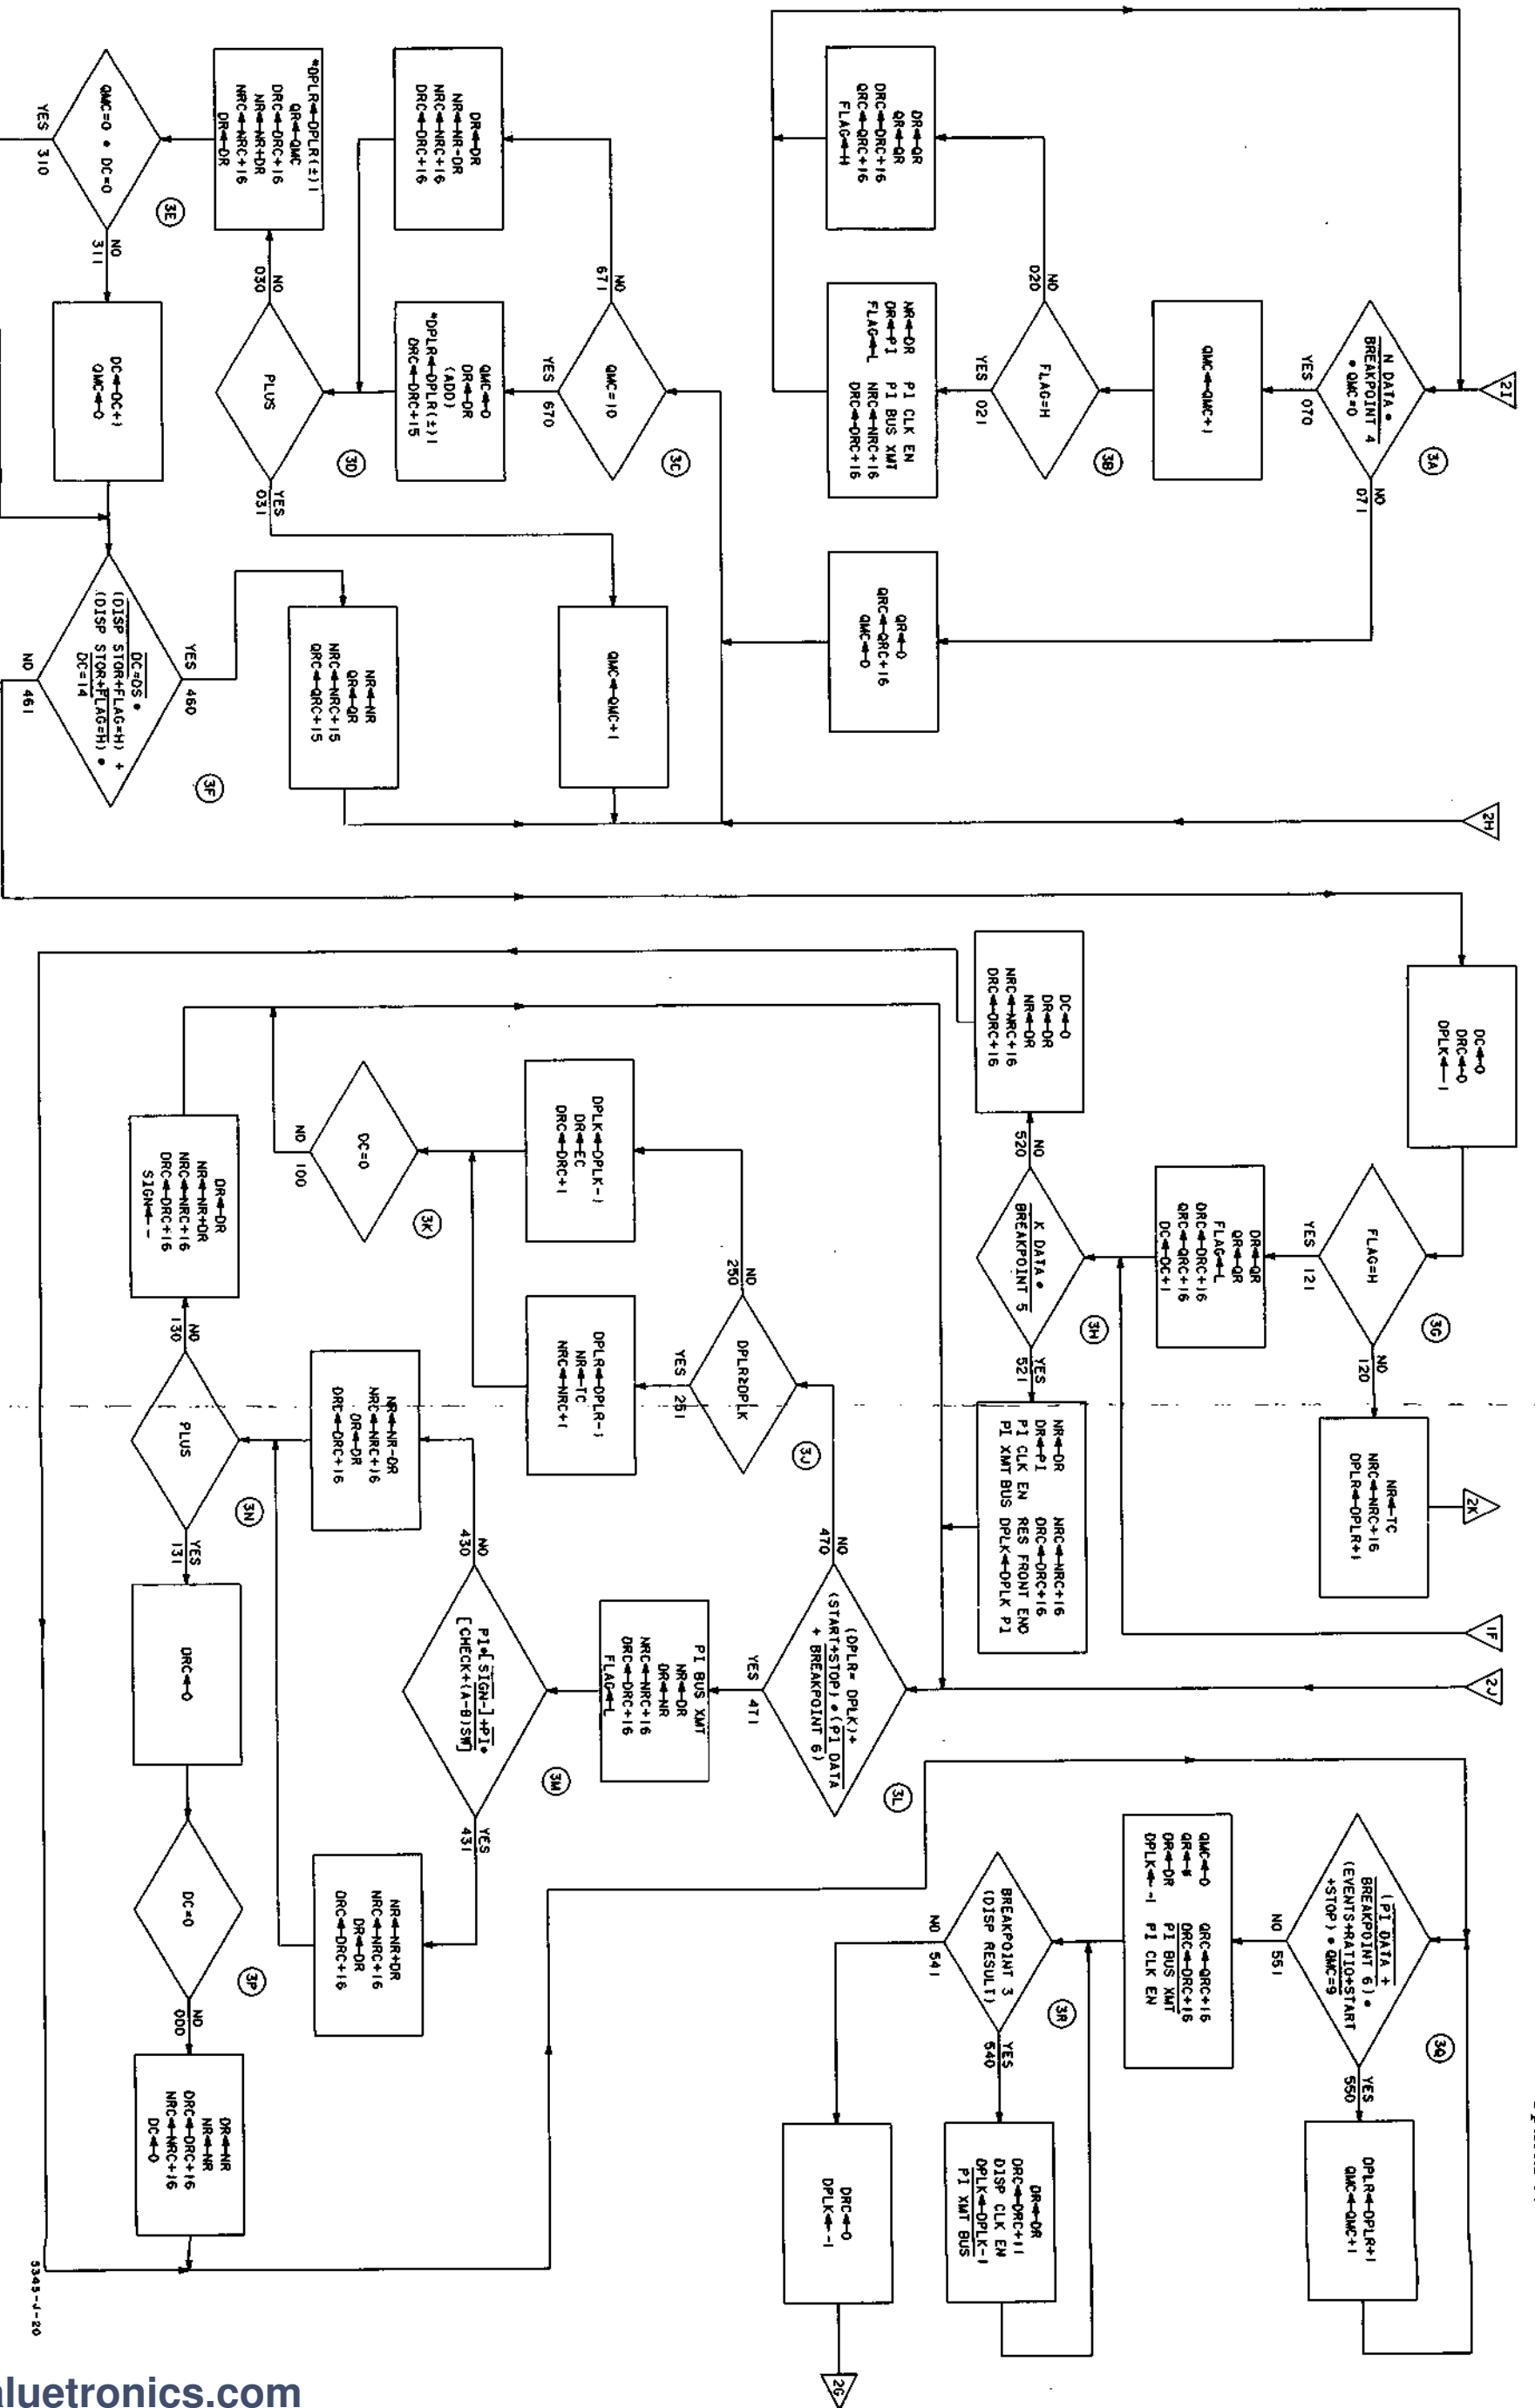 2I
N DATA •
BREAKPOINT 4
• QMC=0
3A
YES 070
NO
071
QMC←QMC+1
FLAG=H
3B
NO
020
YES 021
DR←QR
QR←QR
DRC←DRC+16
QRC←QRC+16
FLAG←H
NR←DR PI CLK EN
DR←PI PI BUS XMT
FLAG←L NRC←NRC+16
DRC←DRC+16
QR←0
QRC←QRC+16
QMC←0
2H
QMC=10
3C
NO
671
YES 670
DR←DR
NR←NR-DR
NRC←NRC+16
DRC←DRC+16
QMC←0
DR←DR
(ADD)
*DPLR←DPLR(±)1
DRC←DRC+15
QMC←QMC+1
PLUS
3D
NO
030
YES
031
*DPLR←DPLR(±)1
QR←QMC
DRC←DRC+16
NR←NR+DR
NRC←NRC+16
DR←DR
QMC=0 • DC=0
3E
YES 310
NO
311
DC←DC+1
QMC←0
NR←NR
QR←QR
NRC←NRC+15
QRC←QRC+15
DC=DS •
(DISP STOR+FLAG=H) +
(DISP STOR+FLAG=H) •
DC=14
3F
YES 460
NO 461
DC←0
DRC←0
DPLK←-1
FLAG=H
3G
YES 121
NO
120
NR←TC
NRC←NRC+16
DPLR←DPLR+1
2K
DR←QR
QR←QR
FLAG←L
DRC←DRC+16
QRC←QRC+16
DC←DC+1
1F
K DATA •
BREAKPOINT 5
3H
NO
520
YES
521
DC←0
DR←DR
NR←DR
NRC←NRC+16
DRC←DRC+16
NR←DR NRC←NRC+16
DR←PI DRC←DRC+16
PI CLK EN RES FRONT END
PI XMT BUS DPLK←DPLK PI
2J
(DPLR= DPLK)+
(START+STOP) • (PI DATA
+ BREAKPOINT 6)
3L
NO
470
YES 471
DPLR≥DPLK
3J
NO
250
YES 251
DPLK←DPLK-1
DR←EC
DRC←DRC+1
DPLR←DPLR-1
NR←TC
NRC←NRC+1
DC=0
3K
NO 100
PI BUS XMT
NR←DR
DR←NR
NRC←NRC+16
DRC←DRC+16
FLAG←L
PI•[SIGN-]+PI•
[CHECK+(A-B)SW]
3M
NO
430
YES
431
NR←NR-DR
NRC←NRC+16
DR←DR
DRC←DRC+16
NR←NR+DR
NRC←NRC+16
DR←DR
DRC←DRC+16
PLUS
3N
NO
130
YES
131
DR←DR
NR←NR+DR
NRC←NRC+16
DRC←DRC+16
SIGN← -
DRC←0
DC=0
3P
NO
000
DR←NR
NR←NR
DRC←DRC+16
NRC←NRC+16
DC←0
(PI DATA +
BREAKPOINT 6) •
(EVENTS+RATIO+START
+STOP) • QMC=9
3Q
NO 551
YES
550
DPLR←DPLR+1
QMC←QMC+1
QMC←0 QRC←QRC+16
QR←# DRC←DRC+16
DR←DR PI BUS XMT
DPLK←-1 PI CLK EN
BREAKPOINT 3
(DISP RESULT)
3R
NO 541
YES
540
DR←DR
DRC←DRC+11
DISP CLK EN
DPLK←DPLK-1
PI XMT BUS
DRC←0
DPLK←-1
2G
5345-J-20
aluetronics.com